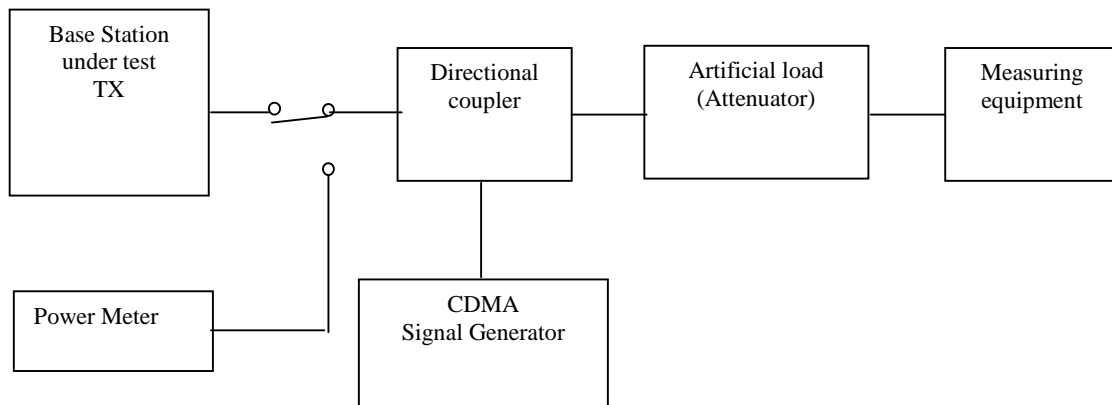 Base Station
under test
TX
Directional
coupler
Artificial load
(Attenuator)
Measuring
equipment
Power Meter
CDMA
Signal Generator